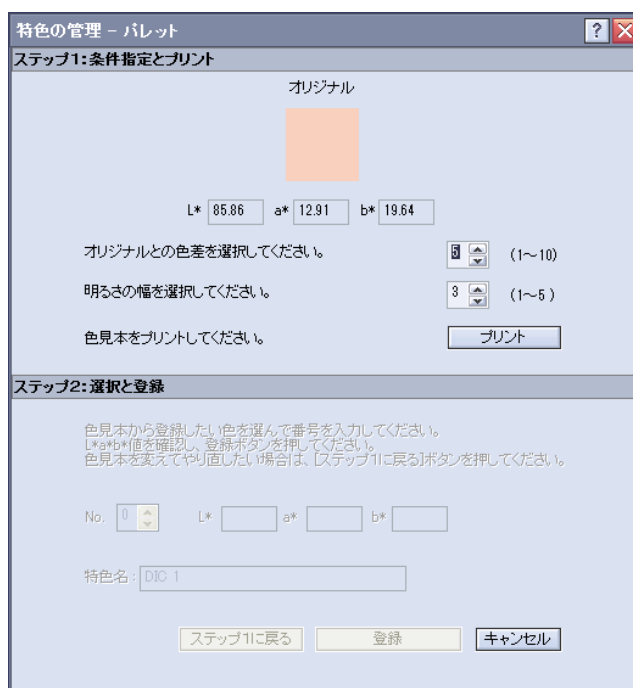 特色の管理 - パレット
ステップ1:条件指定とプリント
オリジナル
L* 85.86 a* 12.91 b* 19.64
オリジナルとの色差を選択してください。 5 (1～10)
明るさの幅を選択してください。 3 (1～5 )
色見本をプリントしてください。 プリント
ステップ2:選択と登録
色見本から登録したい色を選んで番号を入力してください。
L*a*b*値を確認し、登録ボタンを押してください。
色見本を変えてやり直したい場合は、[ステップ1に戻る]ボタンを押してください。
No. 0 L* a* b*
特色名 : DIC 1
ステップ1に戻る 登録 キャンセル